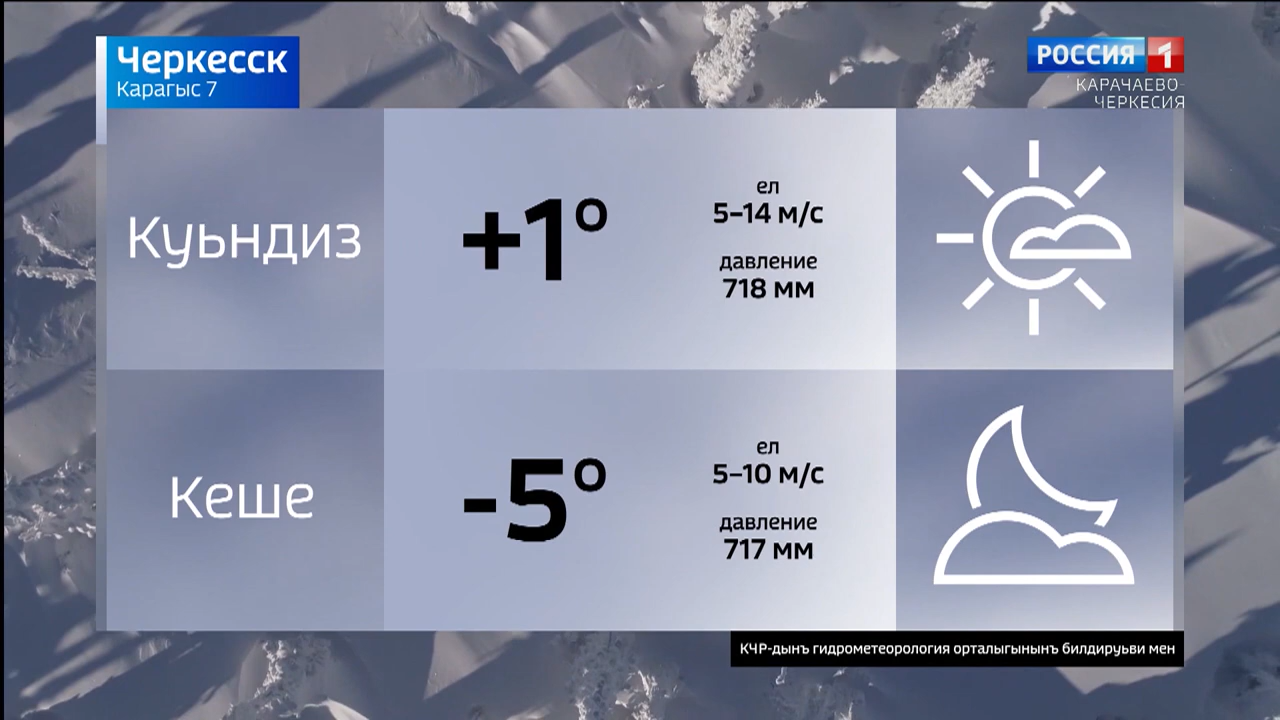 Черкесск
Карагыс 7
РОССИЯ 1
КАРАЧАЕВО-
ЧЕРКЕСИЯ
Куьндиз
+1°
ел
5–14 м/с
давление
718 мм
Кеше
-5°
ел
5–10 м/с
давление
717 мм
КЧР-дынъ гидрометеорология орталыгынынъ билдируьви мен